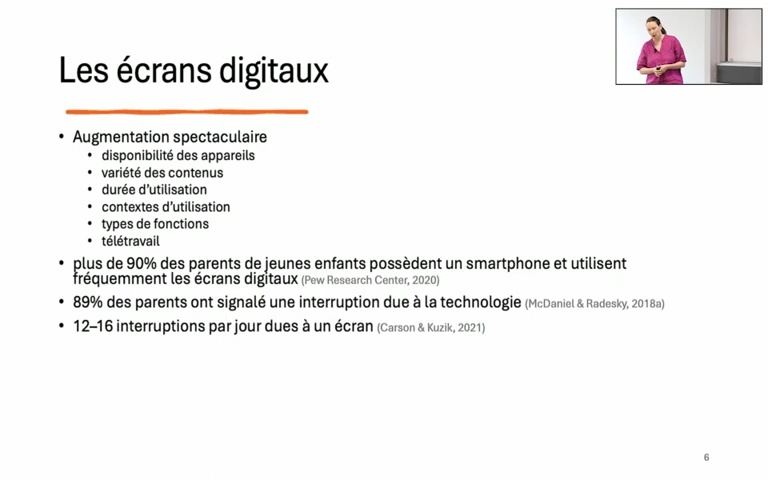 Les écrans digitaux
• Augmentation spectaculaire
• disponibilité des appareils
• variété des contenus
• durée d'utilisation
• contextes d'utilisation
• types de fonctions
• télétravail
• plus de 90% des parents de jeunes enfants possèdent un smartphone et utilisent
fréquemment les écrans digitaux (Pew Research Center, 2020)
• 89% des parents ont signalé une interruption due à la technologie (McDaniel & Radesky, 2018a)
• 12–16 interruptions par jour dues à un écran (Carson & Kuzik, 2021)
6